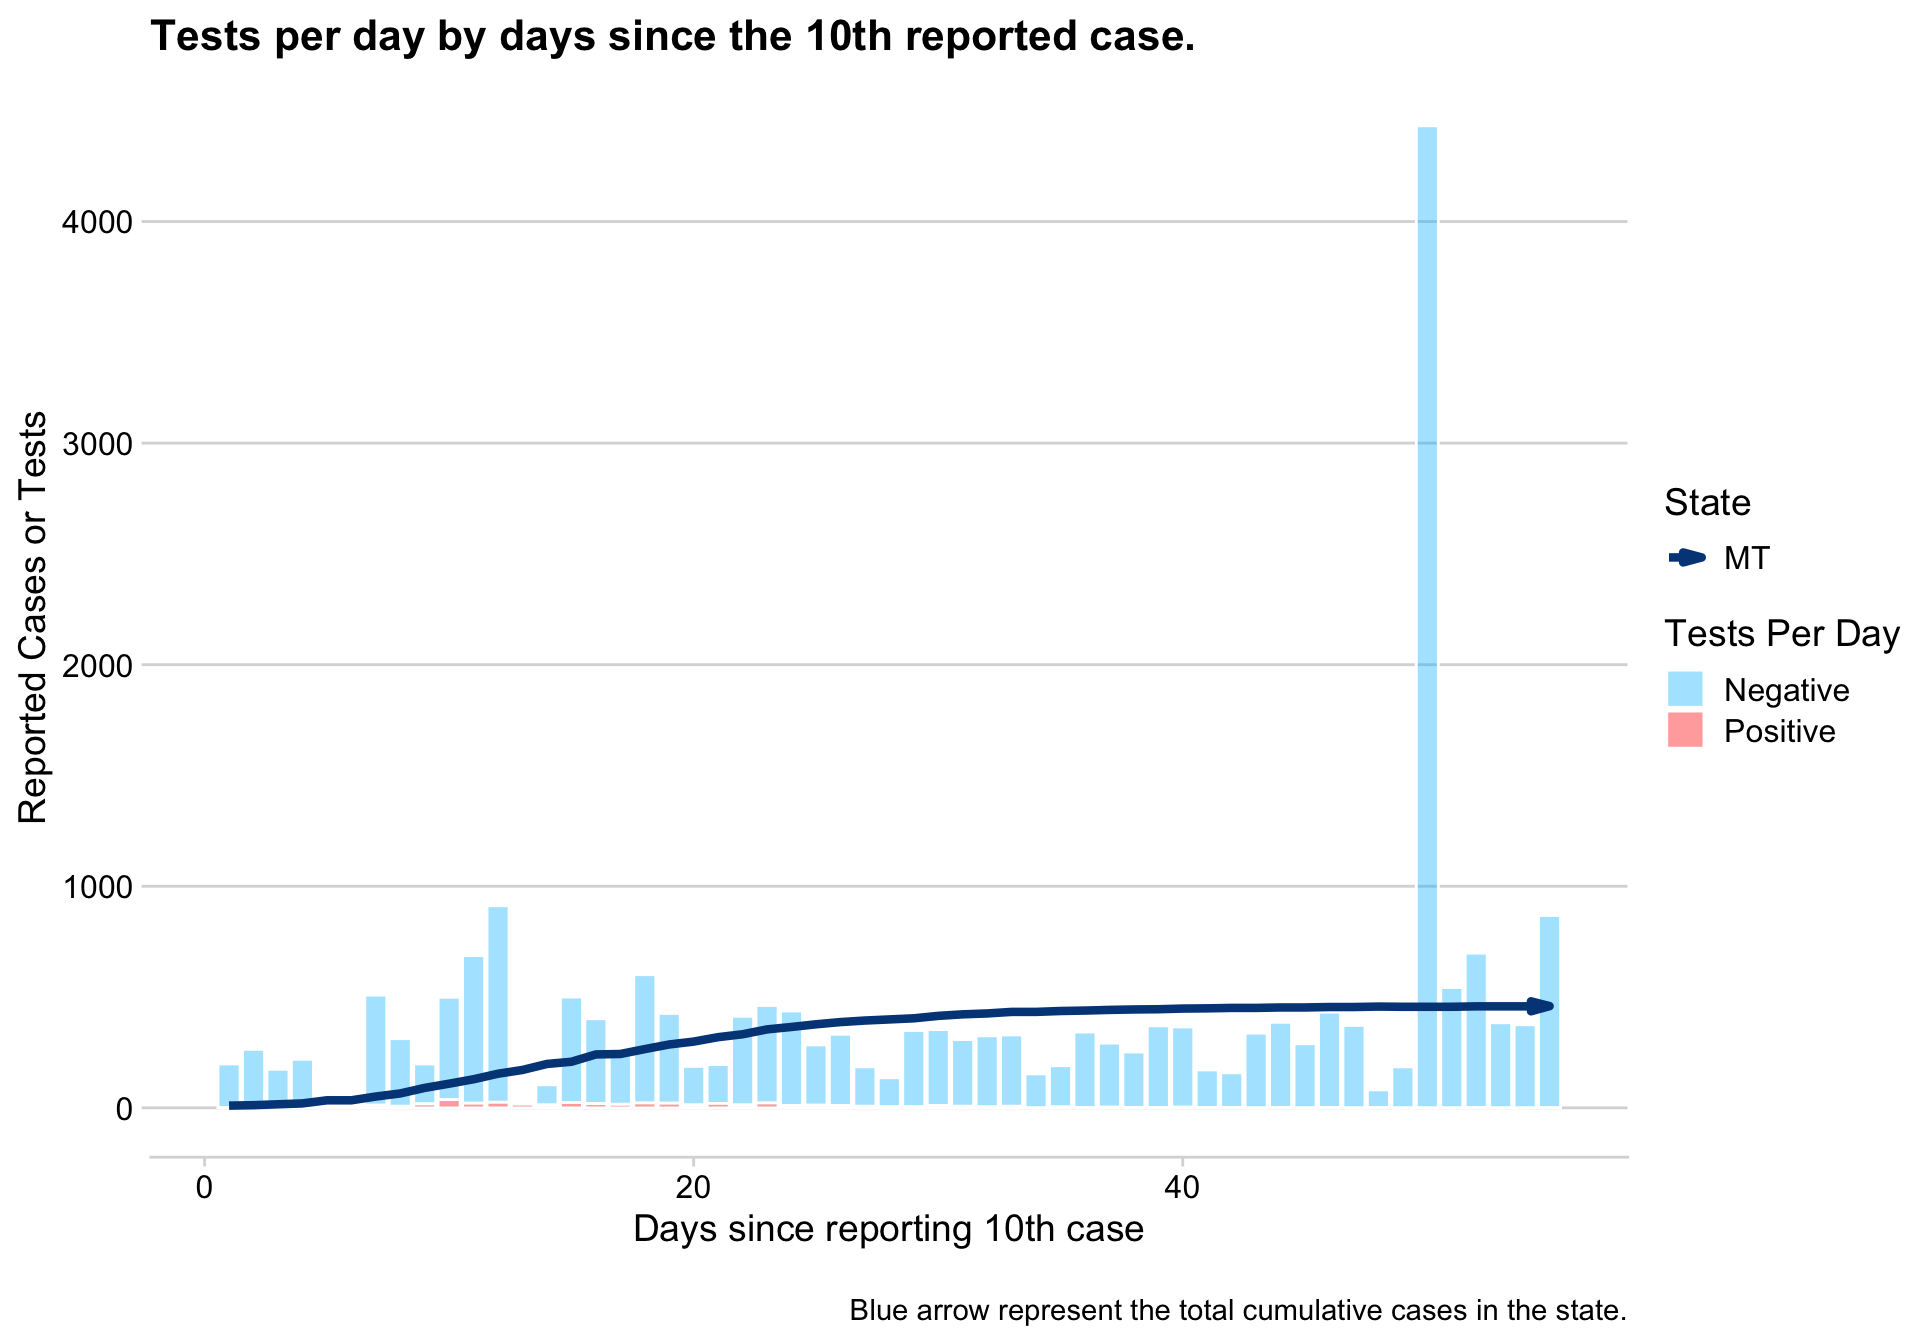 Tests per day by days since the 10th reported case.
Reported Cases or Tests
4000
3000
2000
1000
0
0
20
40
Days since reporting 10th case
State
MT
Tests Per Day
Negative
Positive
Blue arrow represent the total cumulative cases in the state.